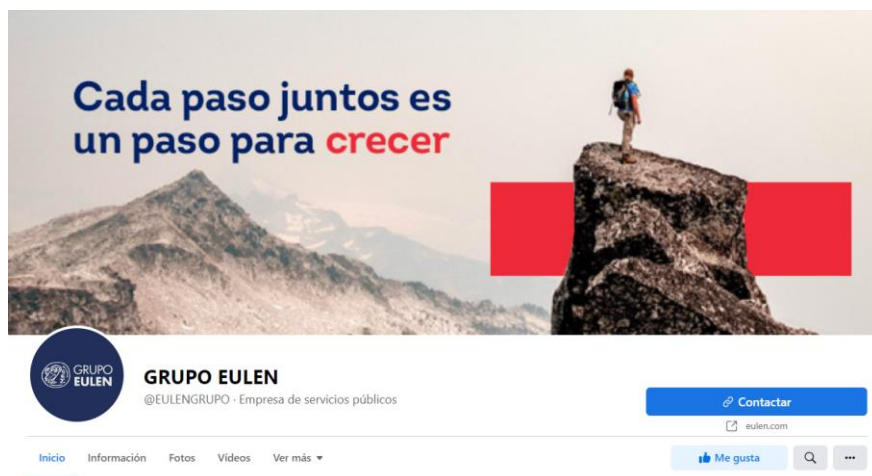 Cada paso juntos es
un paso para crecer
GRUPO
EULEN
GRUPO EULEN
@EULENGRUPO · Empresa de servicios públicos
Contactar
eulen.com
Inicio Información Fotos Vídeos Ver más
Me gusta